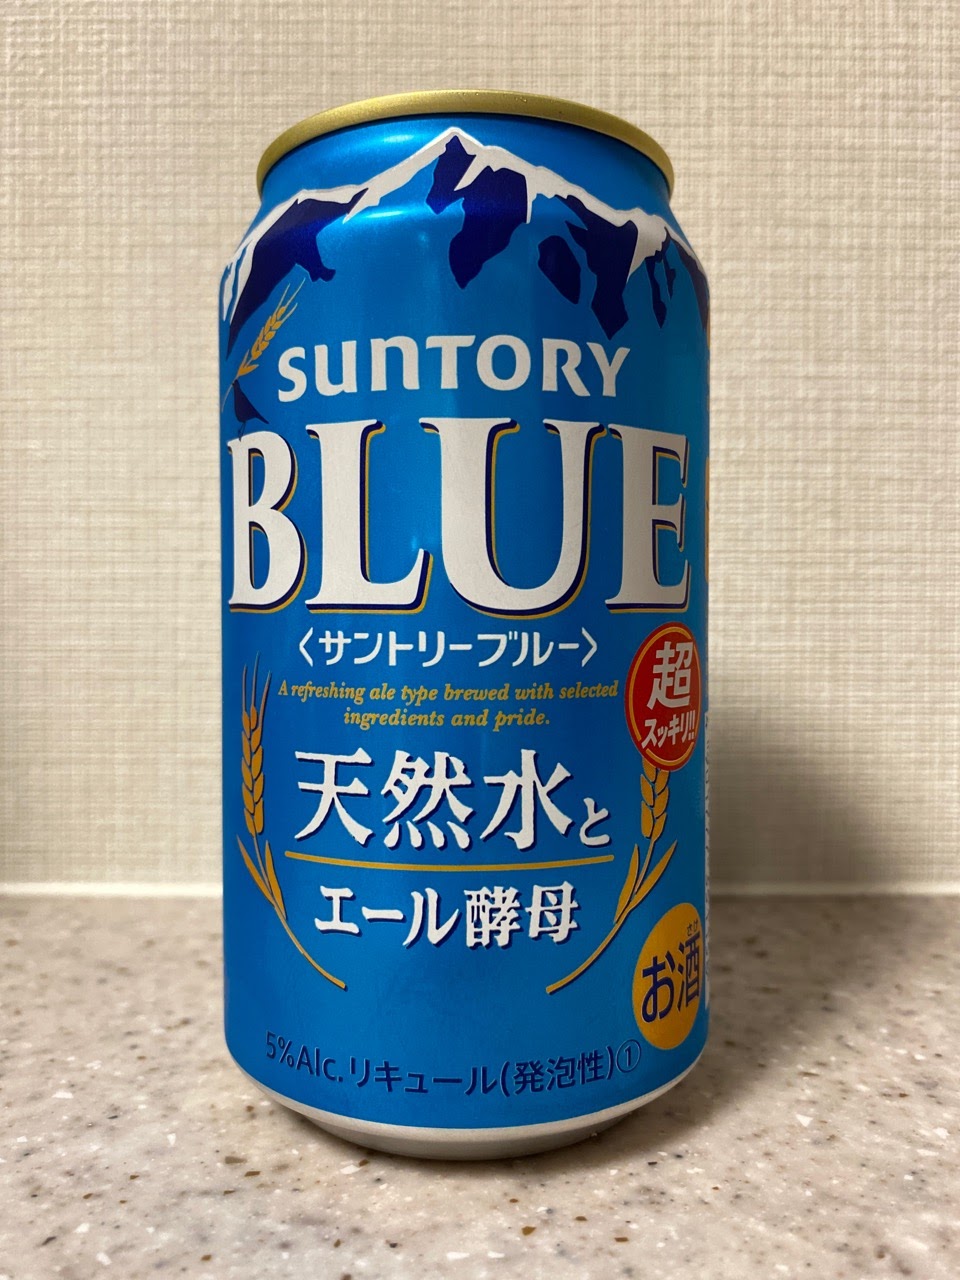 SUNTORY
BLUE
〈サントリーブルー〉
A refreshing ale type brewed with selected
ingredients and pride.
超
スッキリ!!
天然水と
エール酵母
さけ
お酒
5%Alc. リキュール(発泡性)①